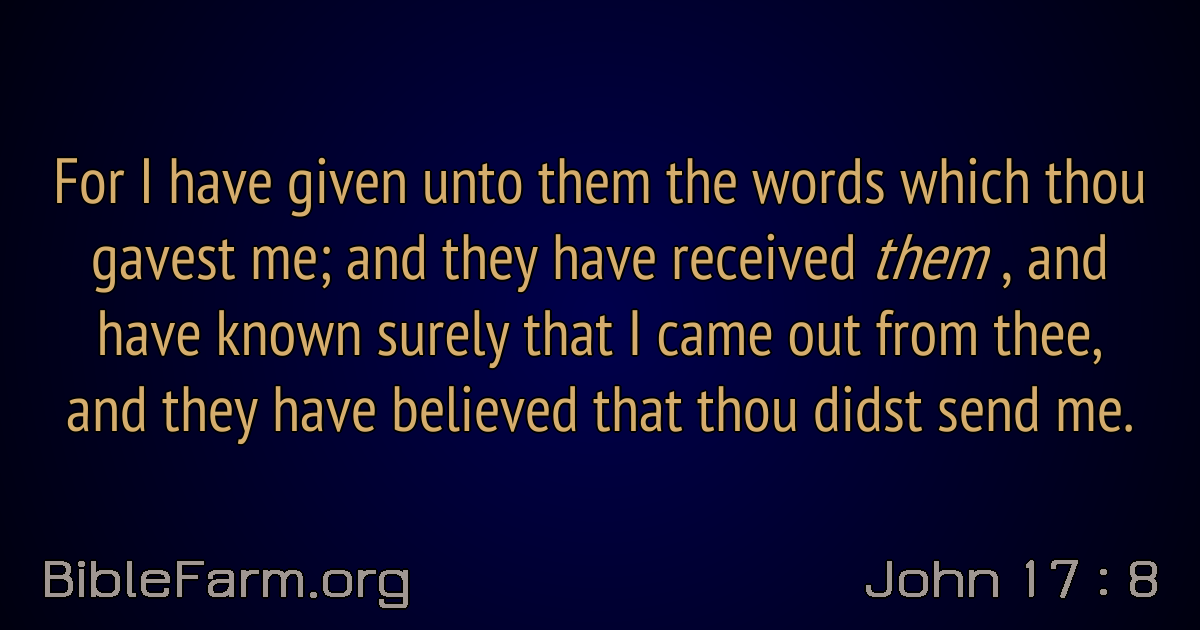 For I have given unto them the words which thou
gavest me; and they have received them , and
have known surely that I came out from thee,
and they have believed that thou didst send me.
BibleFarm.org
John 17 : 8